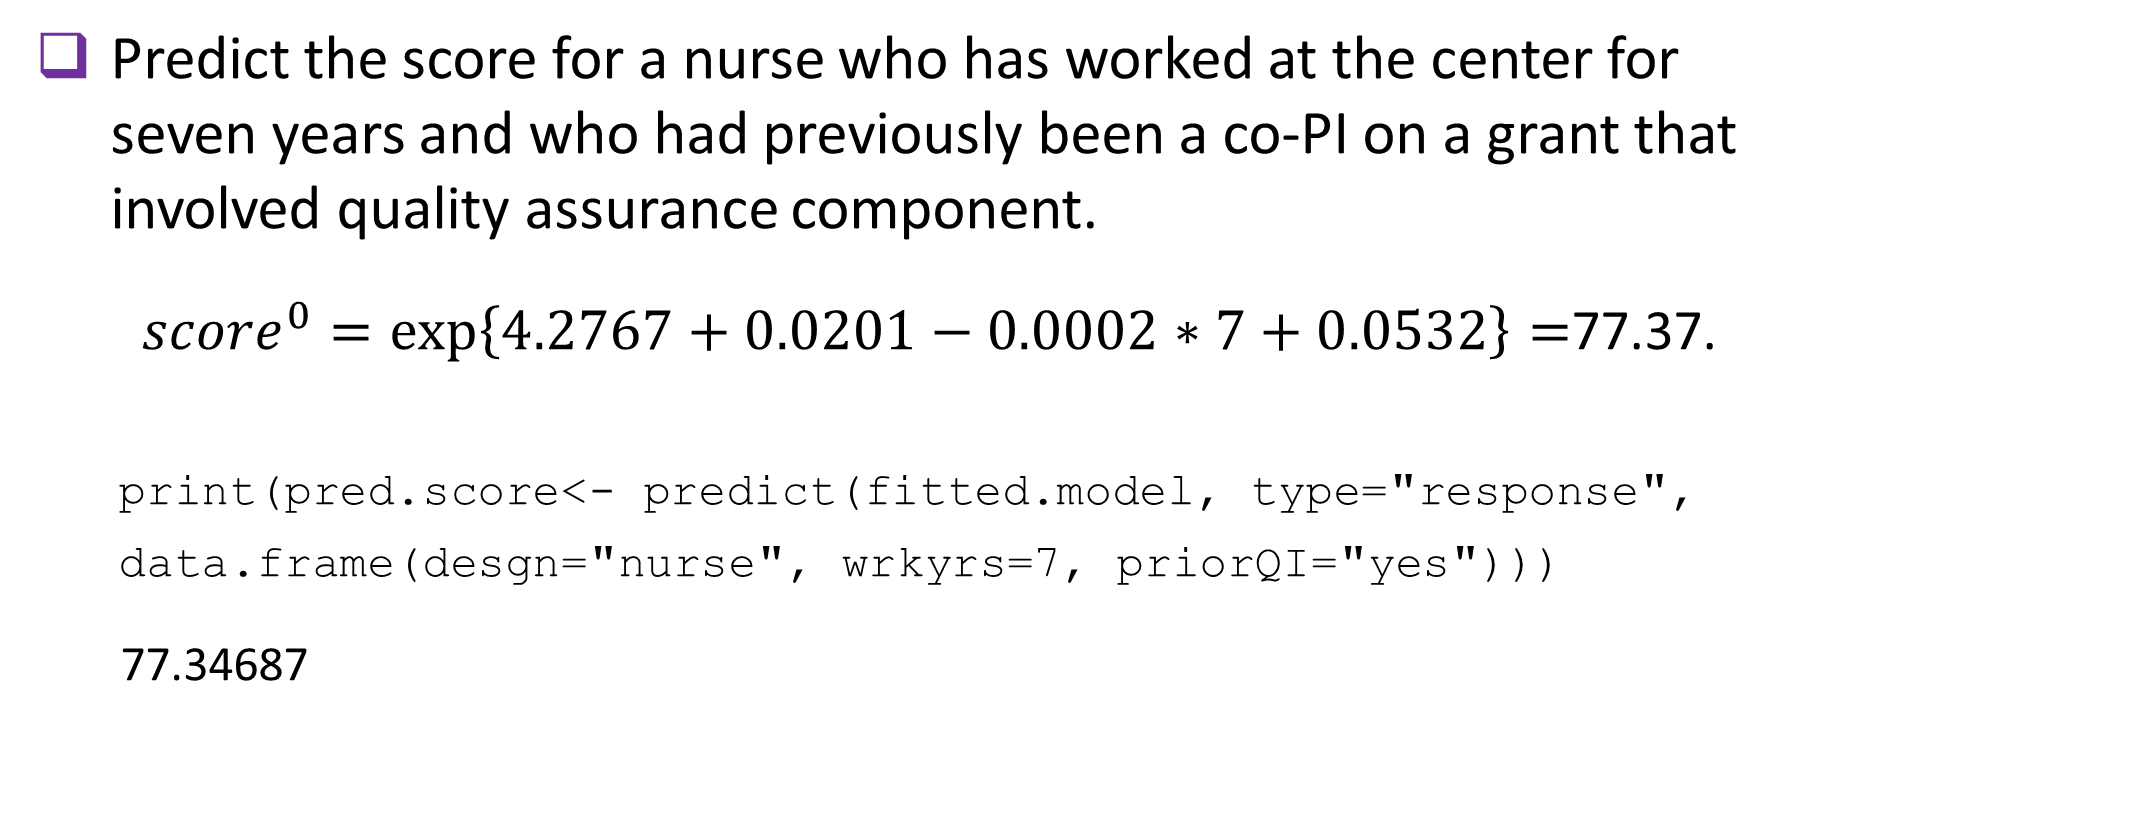 Predict the score for a nurse who has worked at the center for
seven years and who had previously been a co-PI on a grant that
involved quality assurance component.
score⁰ = exp{4.2767 + 0.0201 − 0.0002 ∗ 7 + 0.0532} =77.37.
print(pred.score<- predict(fitted.model, type="response",
data.frame(desgn="nurse", wrkyrs=7, priorQI="yes")))
77.34687